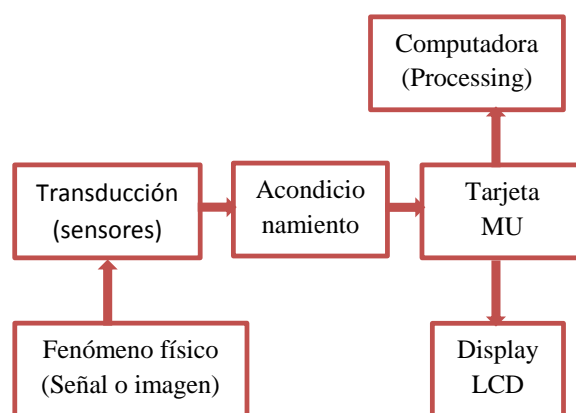 Computadora
(Processing)
Transducción
(sensores)
Acondicio
namiento
Tarjeta
MU
Fenómeno físico
(Señal o imagen)
Display
LCD